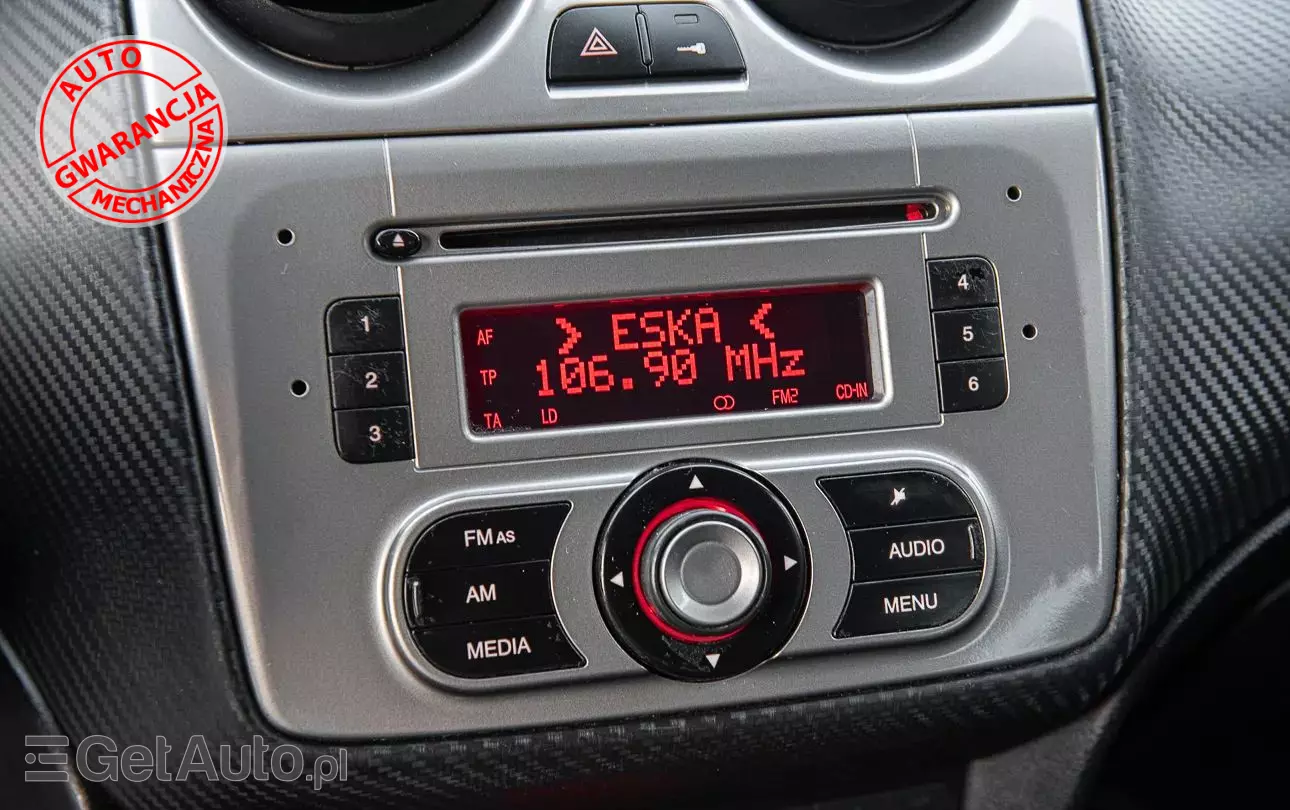 AUTO
GWARANCJA
MECHANICZNA
1
2
3
4
5
6
AF
TP
TA
> ESKA <
106.90 MHz
LD
FM2
CD-IN
FM AS
AM
MEDIA
AUDIO
MENU
GetAuto.pl